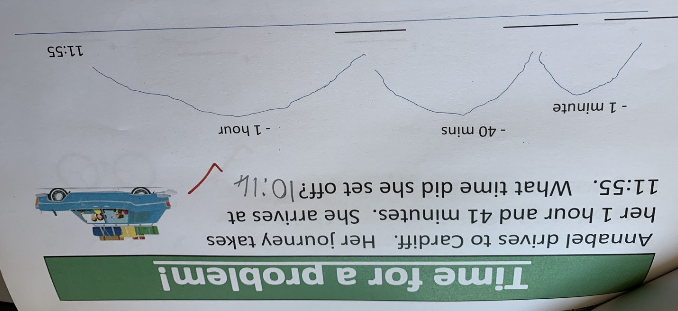 Time for a problem!
Annabel drives to Cardiff. Her journey takes
her 1 hour and 41 minutes. She arrives at
11:55. What time did she set off? 10:14
- 1 minute - 40 mins - 1 hour
11:55